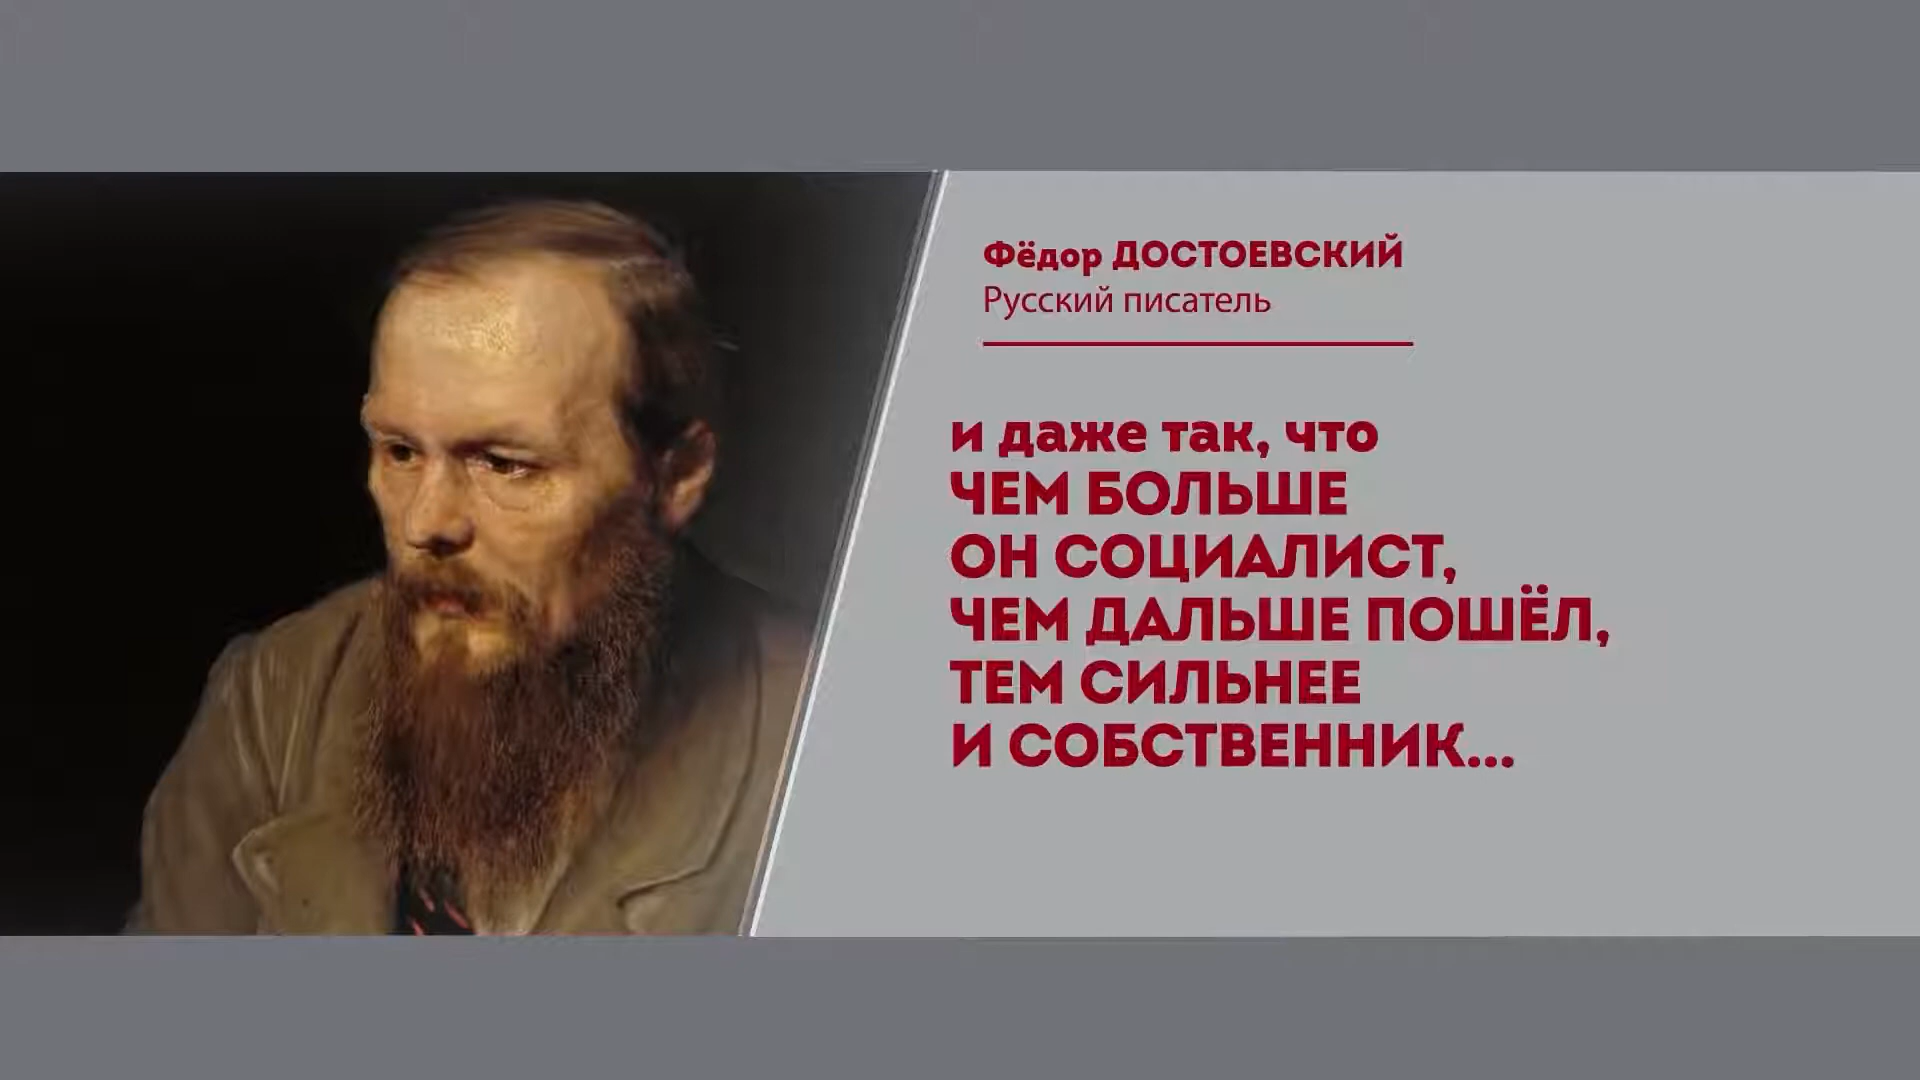 Фёдор ДОСТОЕВСКИЙ
Русский писатель
и даже так, что
ЧЕМ БОЛЬШЕ
ОН СОЦИАЛИСТ,
ЧЕМ ДАЛЬШЕ ПОШЁЛ,
ТЕМ СИЛЬНЕЕ
И СОБСТВЕННИК...